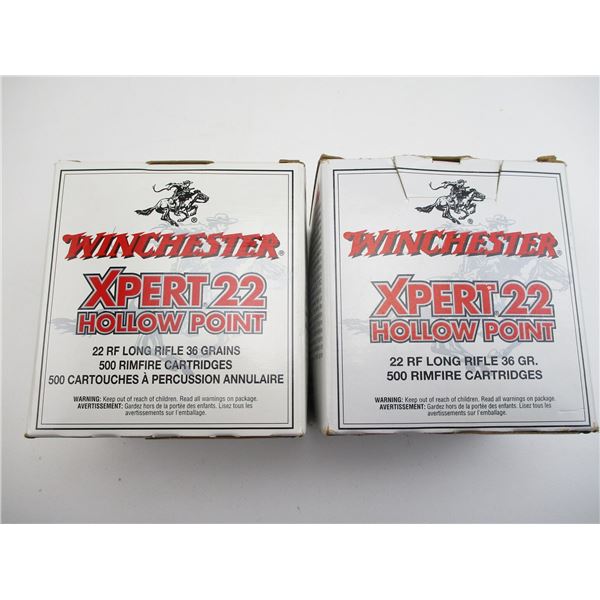 ®
WINCHESTER
XPERT 22
HOLLOW POINT
22 RF LONG RIFLE 36 GRAINS
500 RIMFIRE CARTRIDGES
500 CARTOUCHES À PERCUSSION ANNULAIRE
WARNING: Keep out of reach of children. Read all warnings on package.
AVERTISSEMENT: Gardez hors de la portée des enfants. Lisez tous les
avertissements sur l'emballage.
®
WINCHESTER
XPERT 22
HOLLOW POINT
22 RF LONG RIFLE 36 GR.
500 RIMFIRE CARTRIDGES
WARNING: Keep out of reach of children. Read all warnings on package.
AVERTISSEMENT: Gardez hors de la portée des enfants. Lisez tous les
avertissements sur l'emballage.